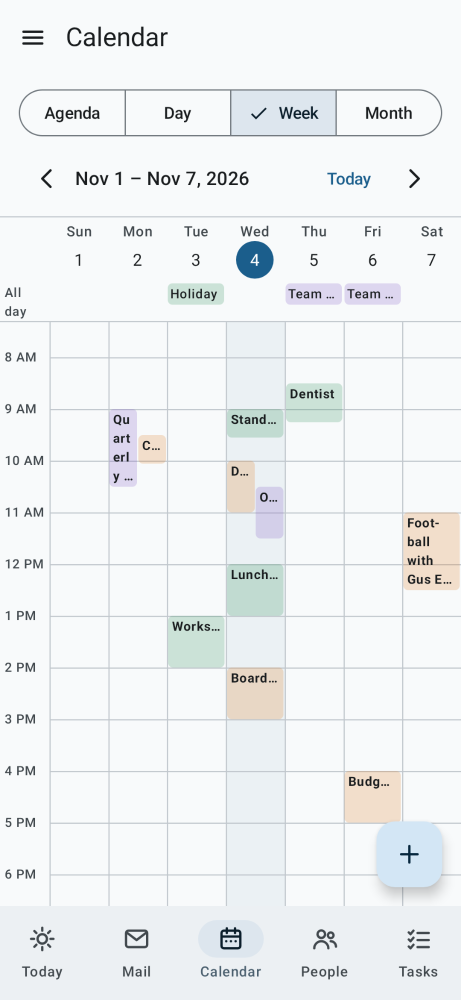 Calendar
Agenda
Day
Week
Month
Nov 1 – Nov 7, 2026
Today
Sun
Mon
Tue
Wed
Thu
Fri
Sat
1
2
3
4
5
6
7
All
day
Holiday
Team ...
Team ...
8 AM
9 AM
10 AM
11 AM
12 PM
1 PM
2 PM
3 PM
4 PM
5 PM
6 PM
Qu
art
erl
y ...
C...
Works...
Stand...
D...
O...
Lunch...
Board...
Dentist
Budg...
Foot-
ball
with
Gus E...
Today
Mail
Calendar
People
Tasks